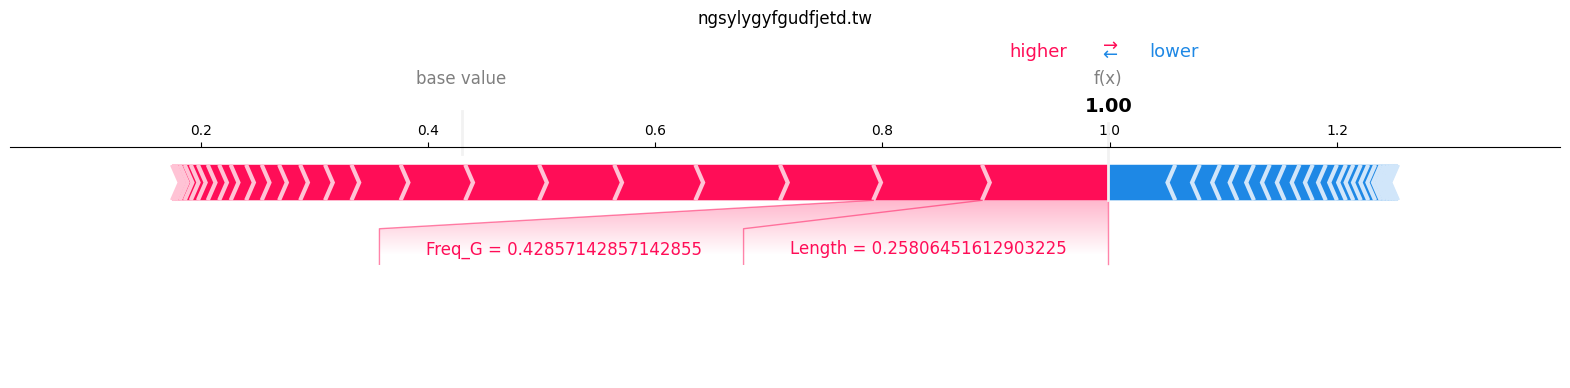 ngsylygyfgudfjetd.tw
higher → ← lower
base value f(x)
1.00
0.2 0.4 0.6 0.8 1.0 1.2
Freq_G = 0.42857142857142855 Length = 0.25806451612903225